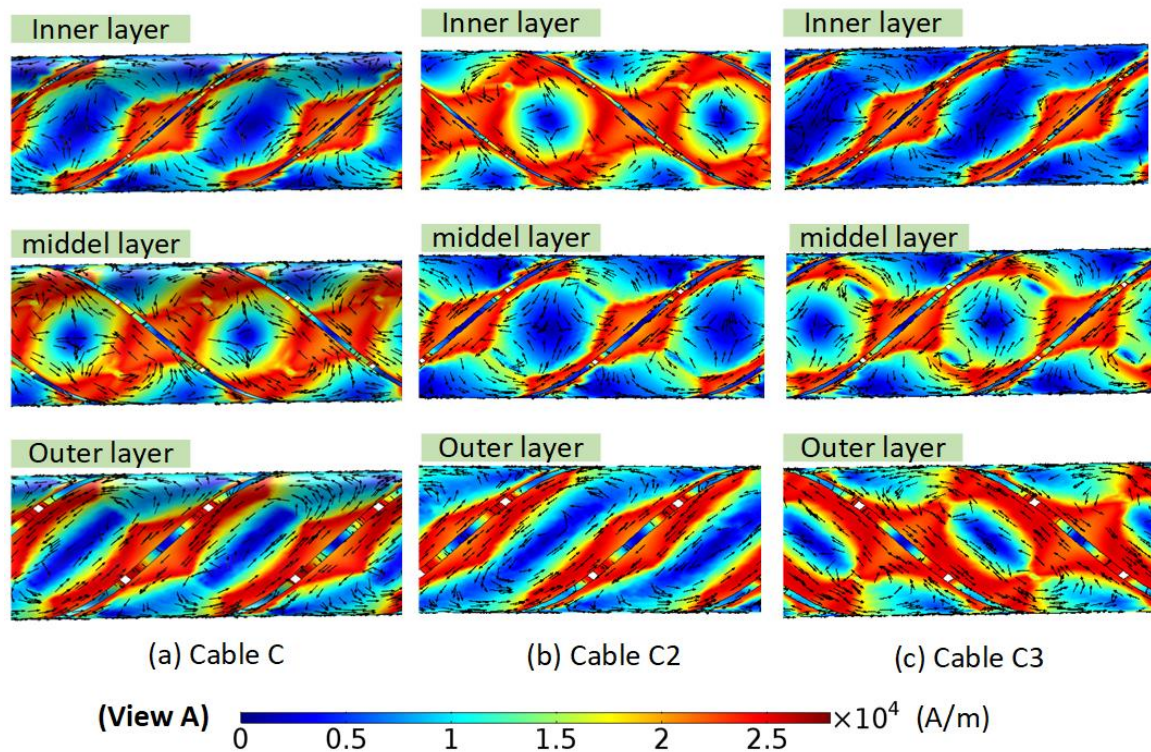 Inner layer Inner layer Inner layer
middel layer middel layer middel layer
Outer layer Outer layer Outer layer
(a) Cable C (b) Cable C2 (c) Cable C3
(View A) ×10⁴ (A/m)
0 0.5 1 1.5 2 2.5